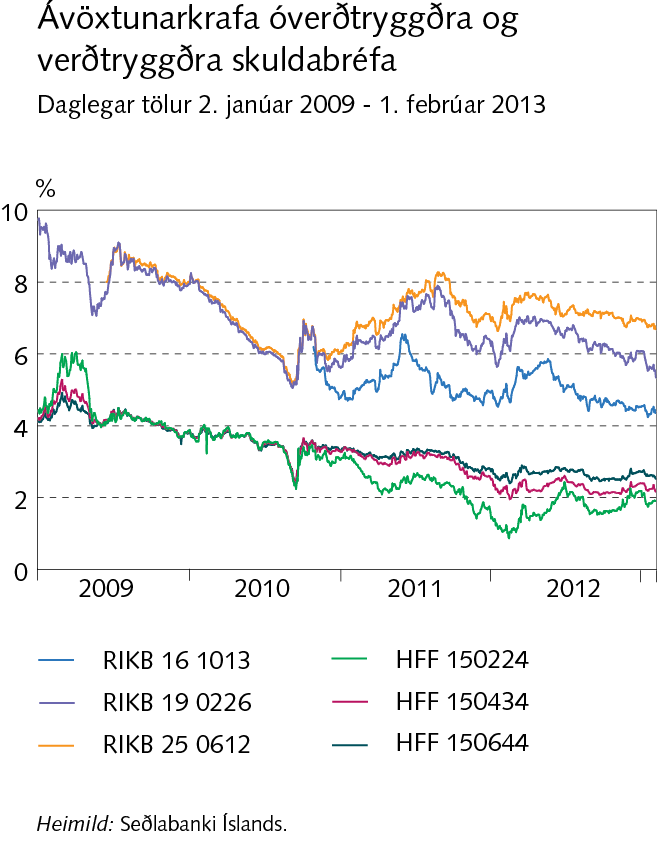 Ávöxtunarkrafa óverðtryggðra og
verðtryggðra skuldabréfa
Daglegar tölur 2. janúar 2009 - 1. febrúar 2013
%
10
8
6
4
2
0
2009 2010 2011 2012
RIKB 16 1013
RIKB 19 0226
RIKB 25 0612
HFF 150224
HFF 150434
HFF 150644
Heimild: Seðlabanki Íslands.